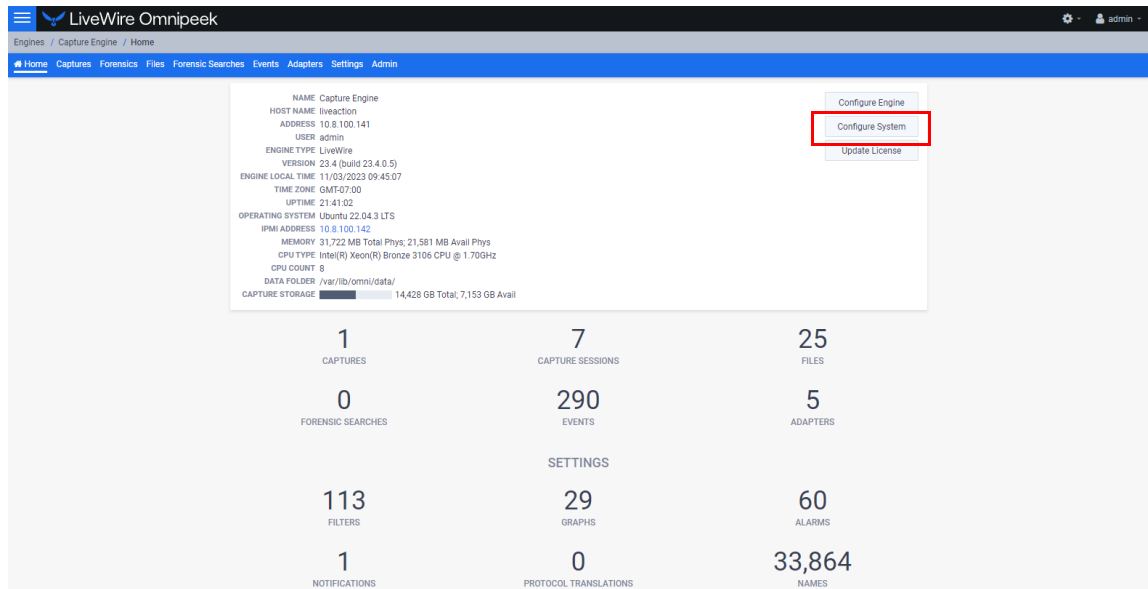 LiveWire Omnipeek
admin
Engines / Capture Engine / Home
Home Captures Forensics Files Forensic Searches Events Adapters Settings Admin
NAME Capture Engine
HOST NAME liveaction
ADDRESS 10.8.100.141
USER admin
ENGINE TYPE LiveWire
VERSION 23.4 (build 23.4.0.5)
ENGINE LOCAL TIME 11/03/2023 09:45:07
TIME ZONE GMT-07:00
UPTIME 21:41:02
OPERATING SYSTEM Ubuntu 22.04.3 LTS
IPMI ADDRESS 10.8.100.142
MEMORY 31,722 MB Total Phys; 21,581 MB Avail Phys
CPU TYPE Intel(R) Xeon(R) Bronze 3106 CPU @ 1.70GHz
CPU COUNT 8
DATA FOLDER /var/lib/omni/data/
CAPTURE STORAGE 14,428 GB Total; 7,153 GB Avail
Configure Engine
Configure System
Update License
1 7 25
CAPTURES CAPTURE SESSIONS FILES
0 290 5
FORENSIC SEARCHES EVENTS ADAPTERS
SETTINGS
113 29 60
FILTERS GRAPHS ALARMS
1 0 33,864
NOTIFICATIONS PROTOCOL TRANSLATIONS NAMES